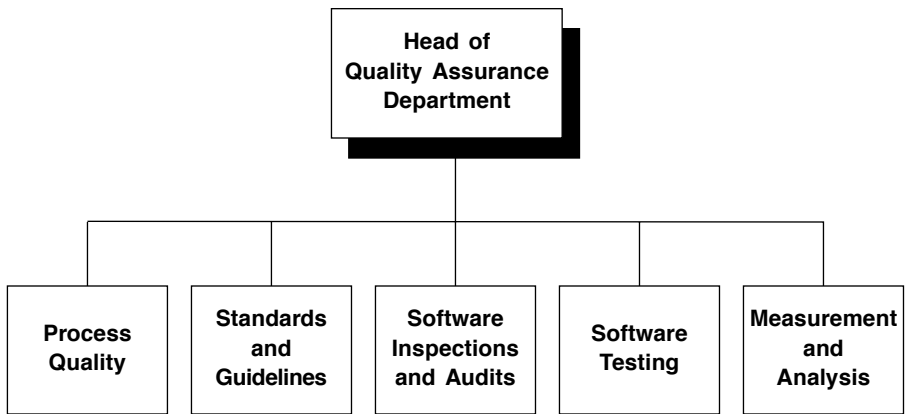 Head of
Quality Assurance
Department
Process
Quality
Standards
and
Guidelines
Software
Inspections
and Audits
Software
Testing
Measurement
and
Analysis